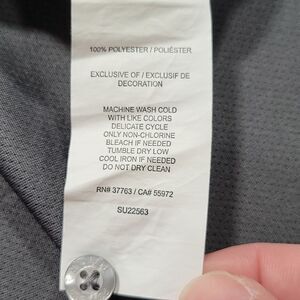 100% POLYESTER / POLIÉSTER
EXCLUSIVE OF / EXCLUSIF DE
DECORATION
MACHINE WASH COLD
WITH LIKE COLORS
DELICATE CYCLE
ONLY NON-CHLORINE
BLEACH IF NEEDED
TUMBLE DRY LOW
COOL IRON IF NEEDED
DO NOT DRY CLEAN
RN# 37763 / CA# 55972
SU22563